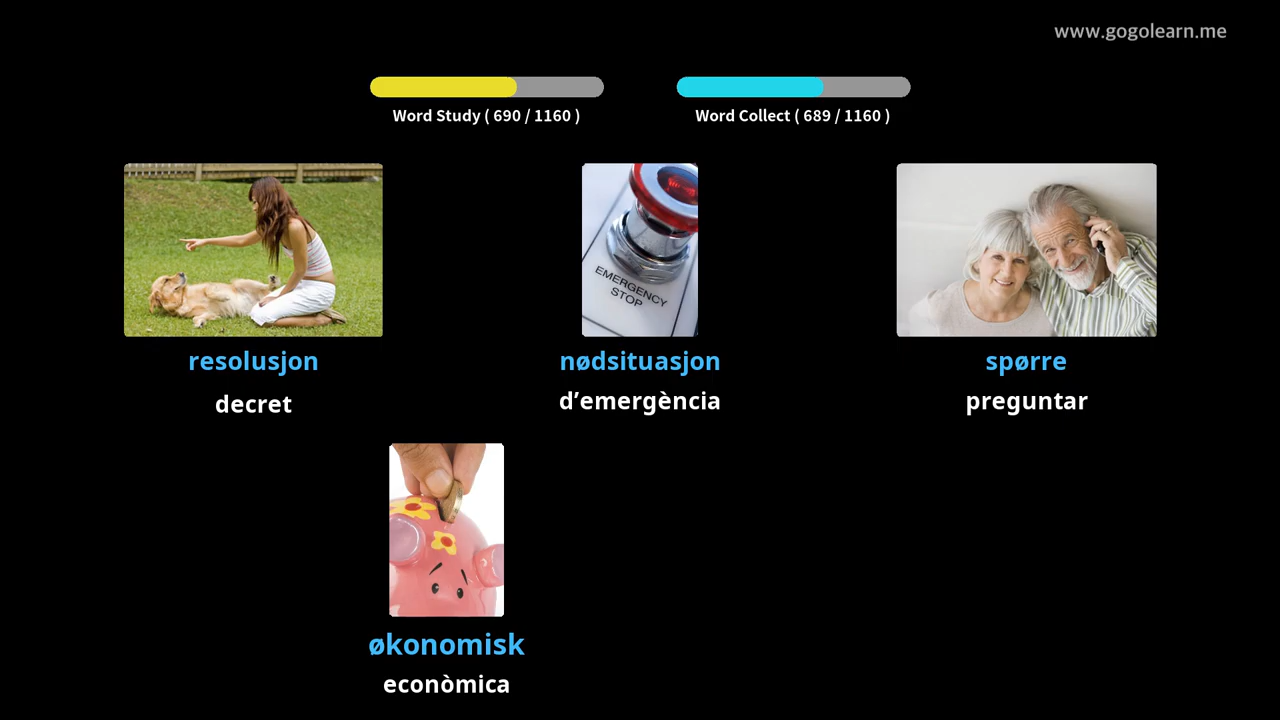 www.gogolearn.me
Word Study ( 690 / 1160 )
Word Collect ( 689 / 1160 )
EMERGENCY
STOP
resolusjon
nødsituasjon
spørre
decret
d’emergència
preguntar
økonomisk
econòmica